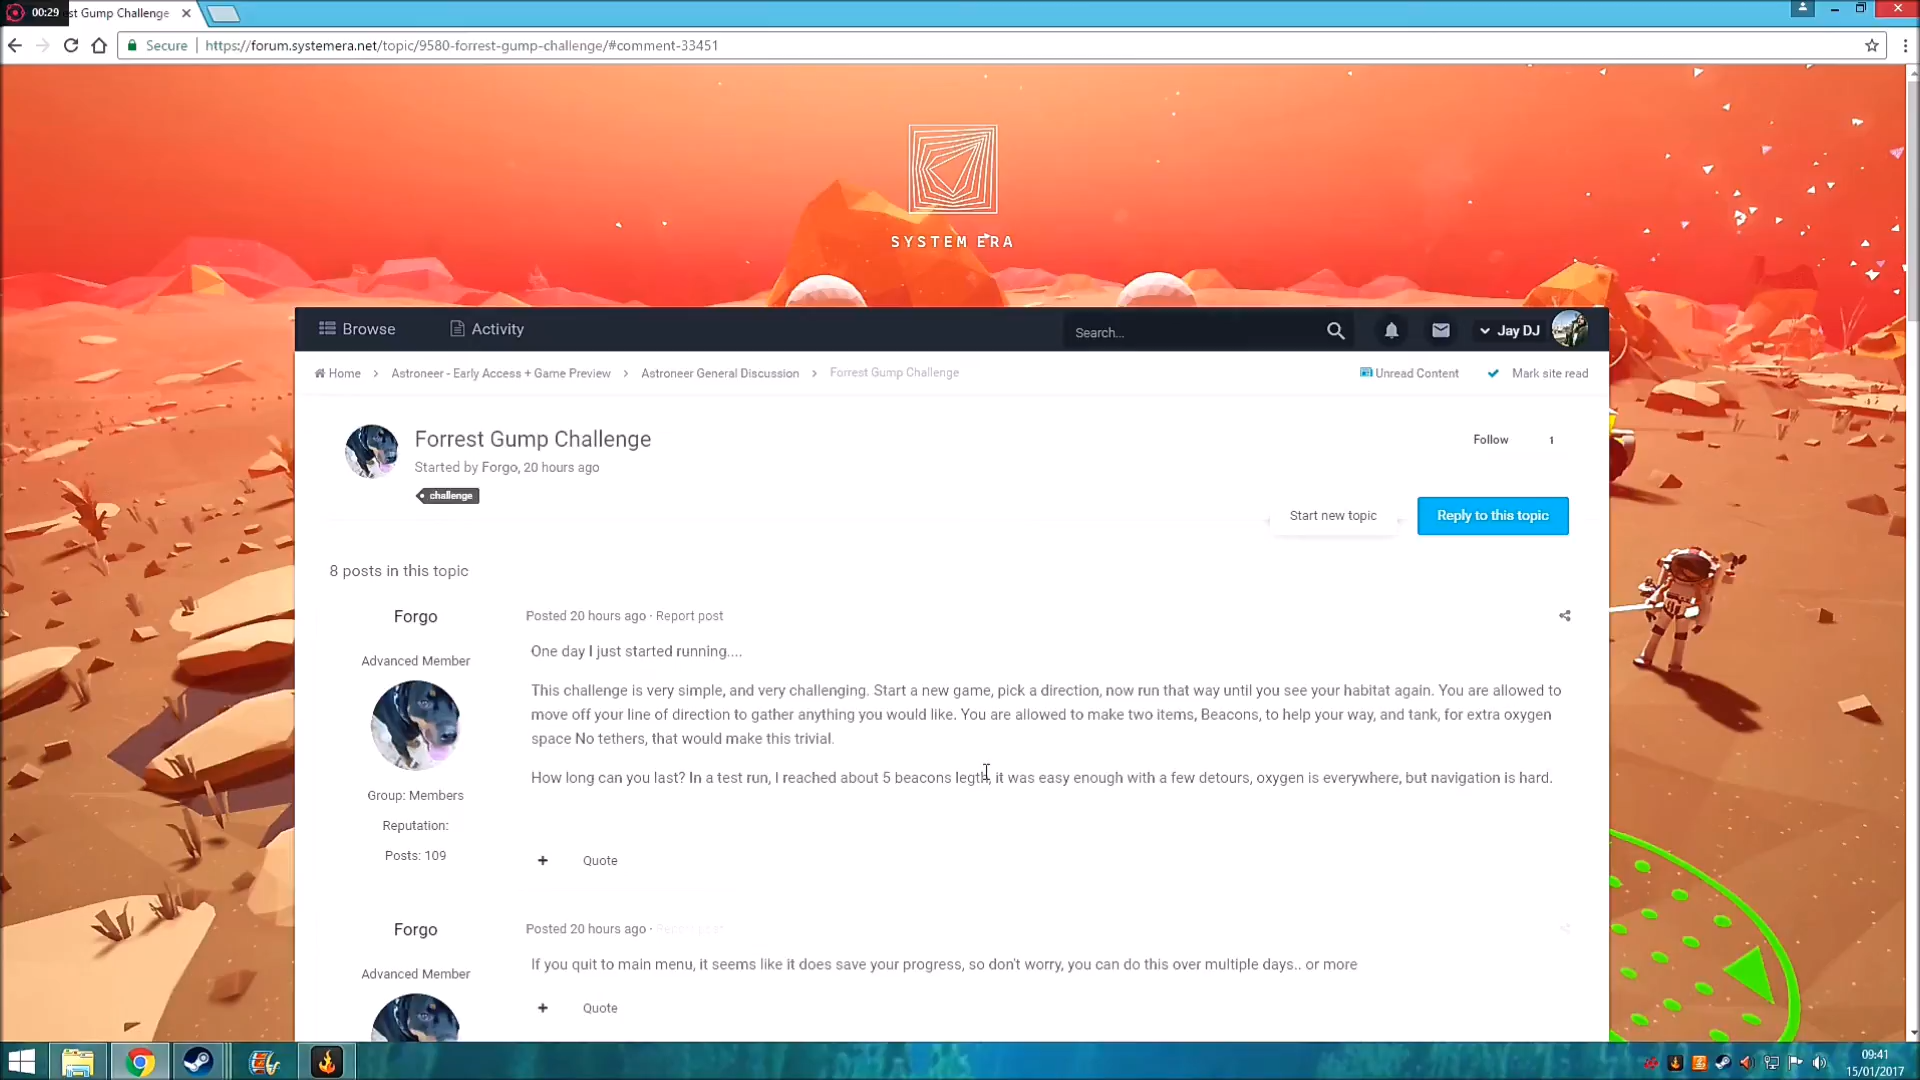 00:29
st Gump Challenge
Secure
https://forum.systemera.net/topic/9580-forrest-gump-challenge/#comment-33451
SYSTEM ERA
Browse
Activity
Search...
Jay DJ
Home > Astroneer - Early Access + Game Preview > Astroneer General Discussion > Forrest Gump Challenge
Unread Content
Mark site read
Forrest Gump Challenge
Started by Forgo, 20 hours ago
challenge
Follow
1
Start new topic
Reply to this topic
8 posts in this topic
Forgo
Advanced Member
Group: Members
Reputation:
Posts: 109
Posted 20 hours ago · Report post
One day I just started running....
This challenge is very simple, and very challenging. Start a new game, pick a direction, now run that way until you see your habitat again. You are allowed to
move off your line of direction to gather anything you would like. You are allowed to make two items, Beacons, to help your way, and tank, for extra oxygen
space No tethers, that would make this trivial.
How long can you last? In a test run, I reached about 5 beacons legth, it was easy enough with a few detours, oxygen is everywhere, but navigation is hard.
+ Quote
Forgo
Advanced Member
Posted 20 hours ago · Report post
If you quit to main menu, it seems like it does save your progress, so don't worry, you can do this over multiple days.. or more
+ Quote
09:41
15/01/2017